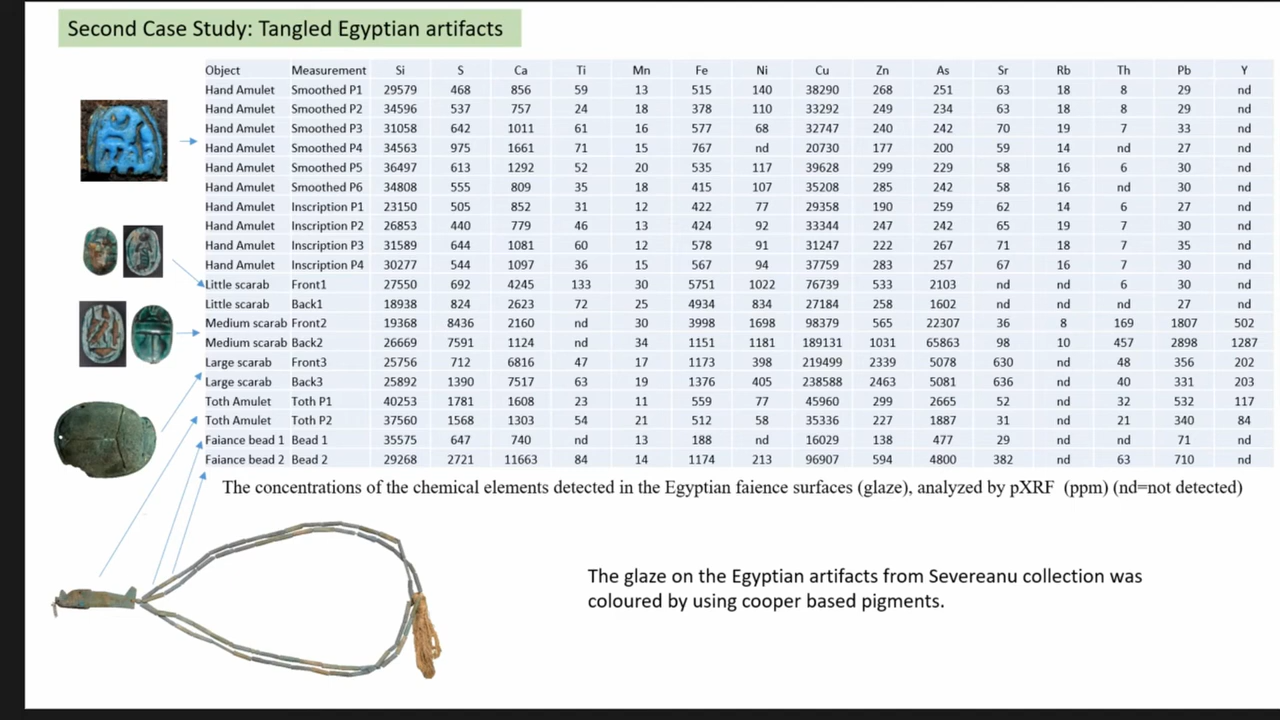 Second Case Study: Tangled Egyptian artifacts
Object Measurement Si S Ca Ti Mn Fe Ni Cu Zn As Sr Rb Th Pb Y
Hand Amulet Smoothed P1 29579 468 856 59 13 515 140 38290 268 251 63 18 8 29 nd
Hand Amulet Smoothed P2 34596 537 757 24 18 378 110 33292 249 234 63 18 8 29 nd
Hand Amulet Smoothed P3 31058 642 1011 61 16 577 68 32747 240 242 70 19 7 33 nd
Hand Amulet Smoothed P4 34563 975 1661 71 15 767 nd 20730 177 200 59 14 nd 27 nd
Hand Amulet Smoothed P5 36497 613 1292 52 20 535 117 39628 299 229 58 16 6 30 nd
Hand Amulet Smoothed P6 34808 555 809 35 18 415 107 35208 285 242 58 16 nd 30 nd
Hand Amulet Inscription P1 23150 505 852 31 12 422 77 29358 190 259 62 14 6 27 nd
Hand Amulet Inscription P2 26853 440 779 46 13 424 92 33344 247 242 65 19 7 30 nd
Hand Amulet Inscription P3 31589 644 1081 60 12 578 91 31247 222 267 71 18 7 35 nd
Hand Amulet Inscription P4 30277 544 1097 36 15 567 94 37759 283 257 67 16 7 30 nd
Little scarab Front1 27550 692 4245 133 30 5751 1022 76739 533 2103 nd nd 6 30 nd
Little scarab Back1 18938 824 2623 72 25 4934 834 27184 258 1602 nd nd nd 27 nd
Medium scarab Front2 19368 8436 2160 nd 30 3998 1698 98379 565 22307 36 8 169 1807 502
Medium scarab Back2 26669 7591 1124 nd 34 1151 1181 189131 1031 65863 98 10 457 2898 1287
Large scarab Front3 25756 712 6816 47 17 1173 398 219499 2339 5078 630 nd 48 356 202
Large scarab Back3 25892 1390 7517 63 19 1376 405 238588 2463 5081 636 nd 40 331 203
Toth Amulet Toth P1 40253 1781 1608 23 11 559 77 45960 299 2665 52 nd 32 532 117
Toth Amulet Toth P2 37560 1568 1303 54 21 512 58 35336 227 1887 31 nd 21 340 84
Faiance bead 1 Bead 1 35575 647 740 nd 13 188 nd 16029 138 477 29 nd nd 71 nd
Faiance bead 2 Bead 2 29268 2721 11663 84 14 1174 213 96907 594 4800 382 nd 63 710 nd
The concentrations of the chemical elements detected in the Egyptian faience surfaces (glaze), analyzed by pXRF (ppm) (nd=not detected)
The glaze on the Egyptian artifacts from Severeanu collection was
coloured by using cooper based pigments.